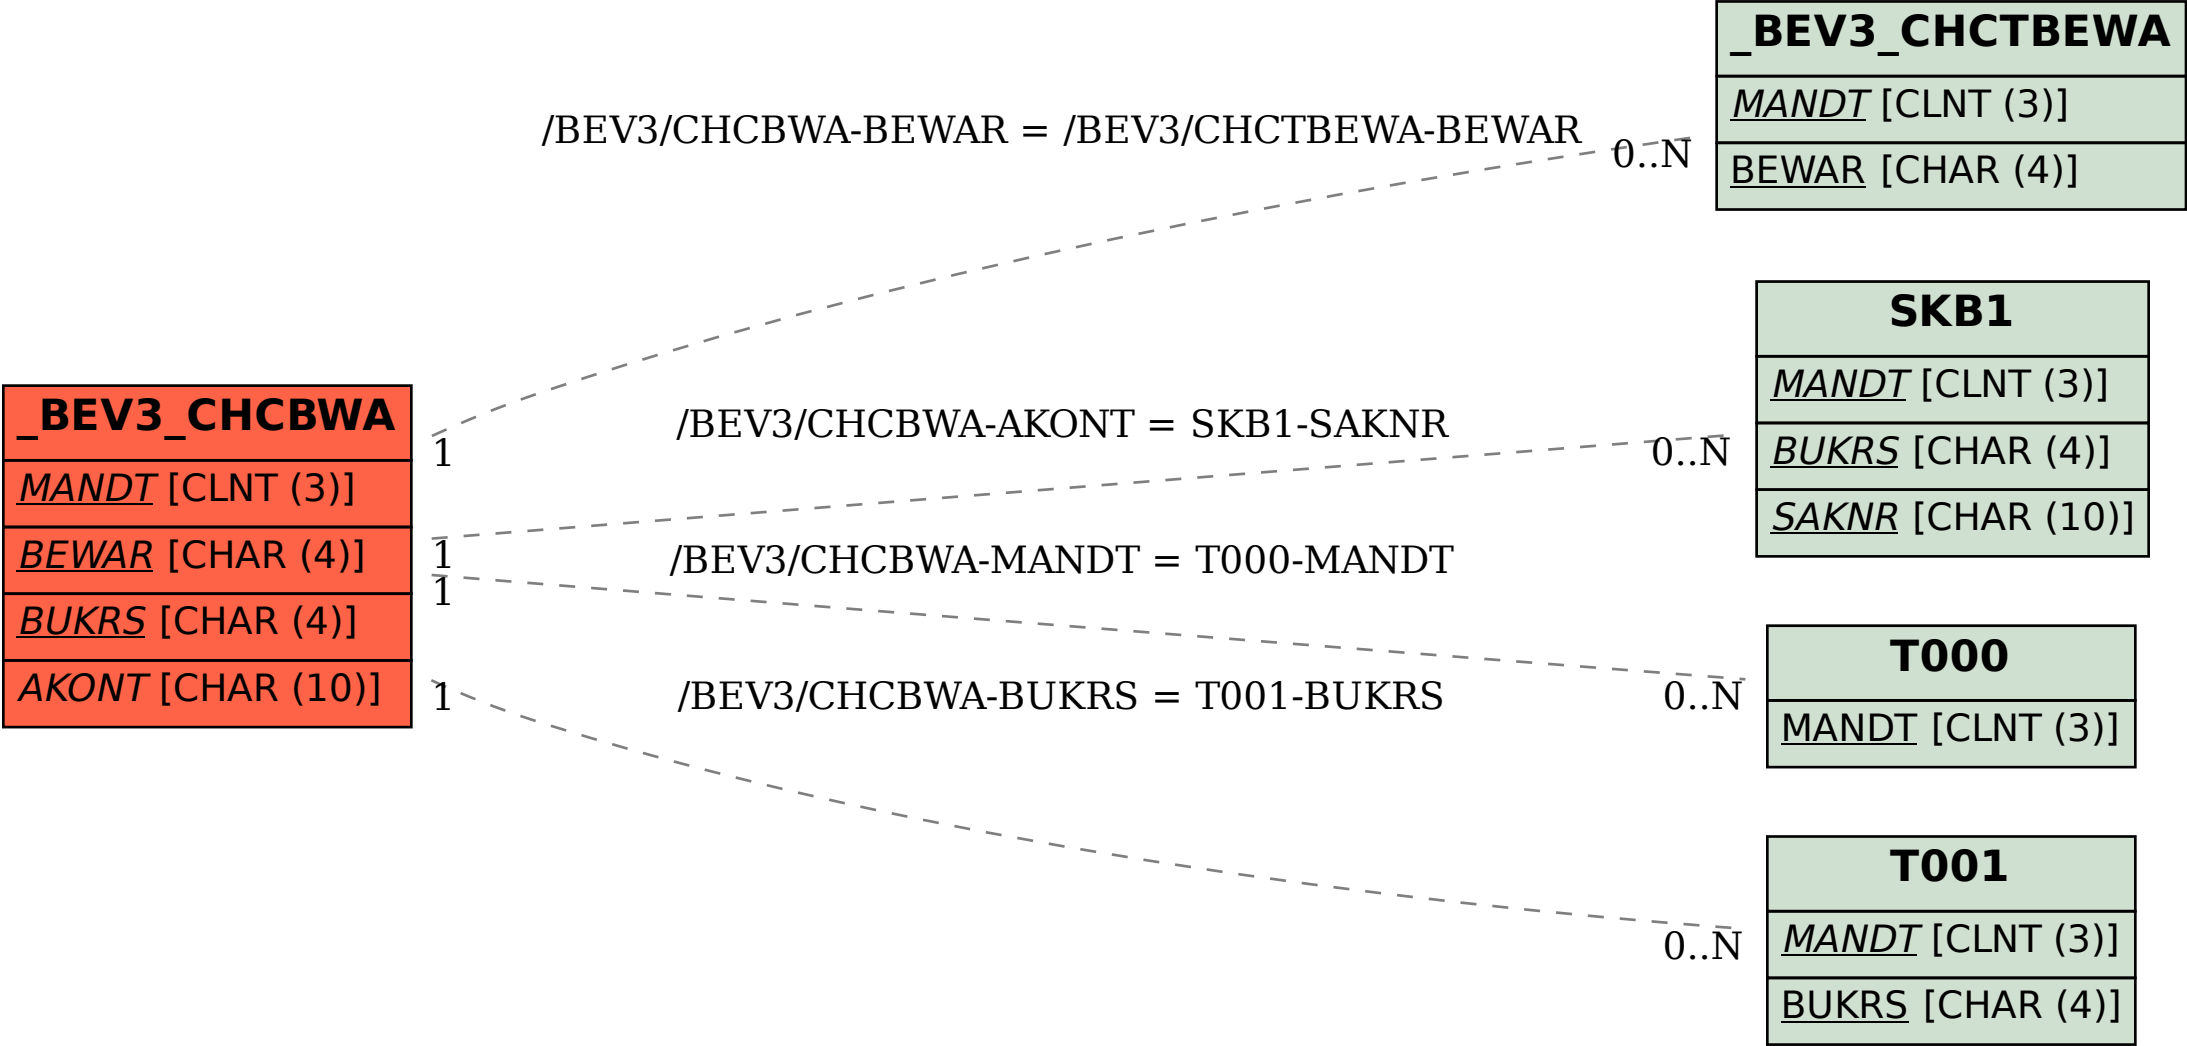 _BEV3_CHCTBEWA
MANDT [CLNT (3)]
BEWAR [CHAR (4)]
/BEV3/CHCBWA-BEWAR = /BEV3/CHCTBEWA-BEWAR
0..N
SKB1
MANDT [CLNT (3)]
BUKRS [CHAR (4)]
SAKNR [CHAR (10)]
_BEV3_CHCBWA
MANDT [CLNT (3)]
BEWAR [CHAR (4)]
BUKRS [CHAR (4)]
AKONT [CHAR (10)]
1
/BEV3/CHCBWA-AKONT = SKB1-SAKNR
0..N
1
/BEV3/CHCBWA-MANDT = T000-MANDT
1
0..N
/BEV3/CHCBWA-BUKRS = T001-BUKRS
1
0..N
T000
MANDT [CLNT (3)]
T001
MANDT [CLNT (3)]
BUKRS [CHAR (4)]